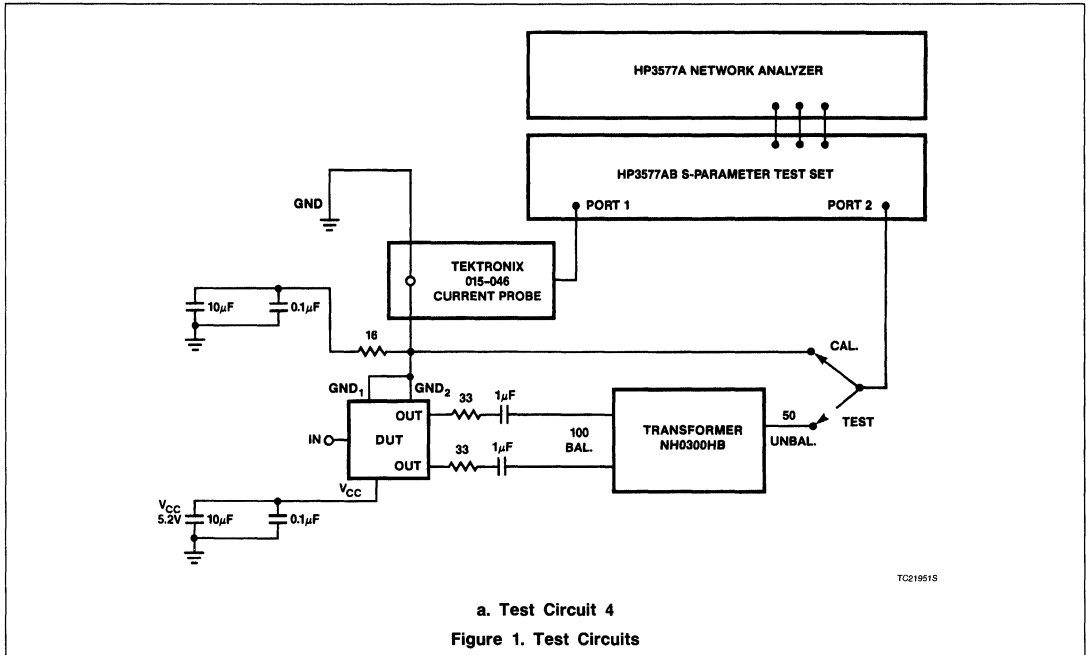 HP3577A NETWORK ANALYZER
HP3577AB S-PARAMETER TEST SET
PORT 1
PORT 2
GND
TEKTRONIX
015-046
CURRENT PROBE
10μF
0.1μF
16
CAL.
GND1
GND2
33
1μF
OUT
50
TEST
IN
DUT
100
BAL.
TRANSFORMER
NH0300HB
UNBAL.
33
1μF
OUT
VCC
VCC
5.2V
10μF
0.1μF
TC21951S
a. Test Circuit 4
Figure 1. Test Circuits